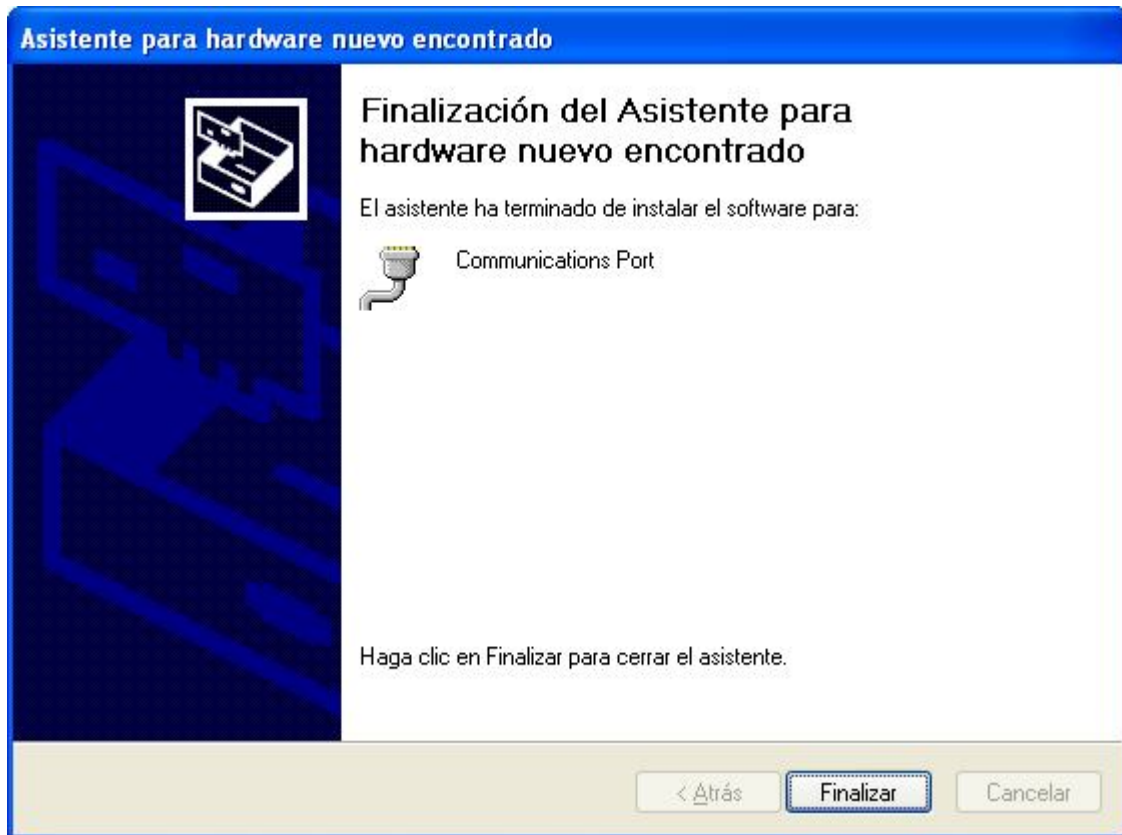 Asistente para hardware nuevo encontrado
Finalización del Asistente para
hardware nuevo encontrado
El asistente ha terminado de instalar el software para:
Communications Port
Haga clic en Finalizar para cerrar el asistente.
< Atrás
Finalizar
Cancelar